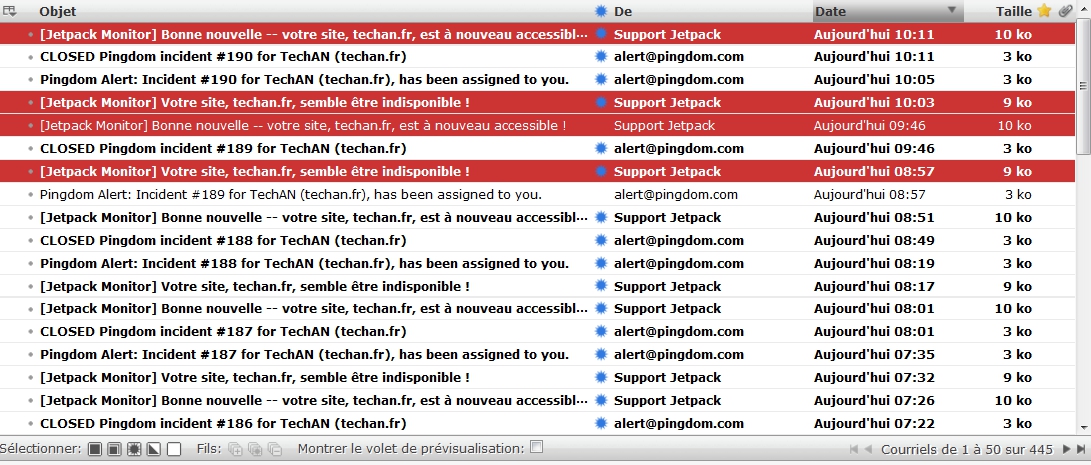 Objet De Date Taille
[Jetpack Monitor] Bonne nouvelle -- votre site, techan.fr, est à nouveau accessibl... Support Jetpack Aujourd'hui 10:11 10 ko
CLOSED Pingdom incident #190 for TechAN (techan.fr) alert@pingdom.com Aujourd'hui 10:11 3 ko
Pingdom Alert: Incident #190 for TechAN (techan.fr), has been assigned to you. alert@pingdom.com Aujourd'hui 10:05 3 ko
[Jetpack Monitor] Votre site, techan.fr, semble être indisponible ! Support Jetpack Aujourd'hui 10:03 9 ko
[Jetpack Monitor] Bonne nouvelle -- votre site, techan.fr, est à nouveau accessible ! Support Jetpack Aujourd'hui 09:46 10 ko
CLOSED Pingdom incident #189 for TechAN (techan.fr) alert@pingdom.com Aujourd'hui 09:46 3 ko
[Jetpack Monitor] Votre site, techan.fr, semble être indisponible ! Support Jetpack Aujourd'hui 08:57 9 ko
Pingdom Alert: Incident #189 for TechAN (techan.fr), has been assigned to you. alert@pingdom.com Aujourd'hui 08:57 3 ko
[Jetpack Monitor] Bonne nouvelle -- votre site, techan.fr, est à nouveau accessibl... Support Jetpack Aujourd'hui 08:51 10 ko
CLOSED Pingdom incident #188 for TechAN (techan.fr) alert@pingdom.com Aujourd'hui 08:49 3 ko
Pingdom Alert: Incident #188 for TechAN (techan.fr), has been assigned to you. alert@pingdom.com Aujourd'hui 08:19 3 ko
[Jetpack Monitor] Votre site, techan.fr, semble être indisponible ! Support Jetpack Aujourd'hui 08:17 9 ko
[Jetpack Monitor] Bonne nouvelle -- votre site, techan.fr, est à nouveau accessibl... Support Jetpack Aujourd'hui 08:01 10 ko
CLOSED Pingdom incident #187 for TechAN (techan.fr) alert@pingdom.com Aujourd'hui 08:01 3 ko
Pingdom Alert: Incident #187 for TechAN (techan.fr), has been assigned to you. alert@pingdom.com Aujourd'hui 07:35 3 ko
[Jetpack Monitor] Votre site, techan.fr, semble être indisponible ! Support Jetpack Aujourd'hui 07:32 9 ko
[Jetpack Monitor] Bonne nouvelle -- votre site, techan.fr, est à nouveau accessibl... Support Jetpack Aujourd'hui 07:26 10 ko
CLOSED Pingdom incident #186 for TechAN (techan.fr) alert@pingdom.com Aujourd'hui 07:22 3 ko
Sélectionner: Fils: Montrer le volet de prévisualisation: Courriels de 1 à 50 sur 445